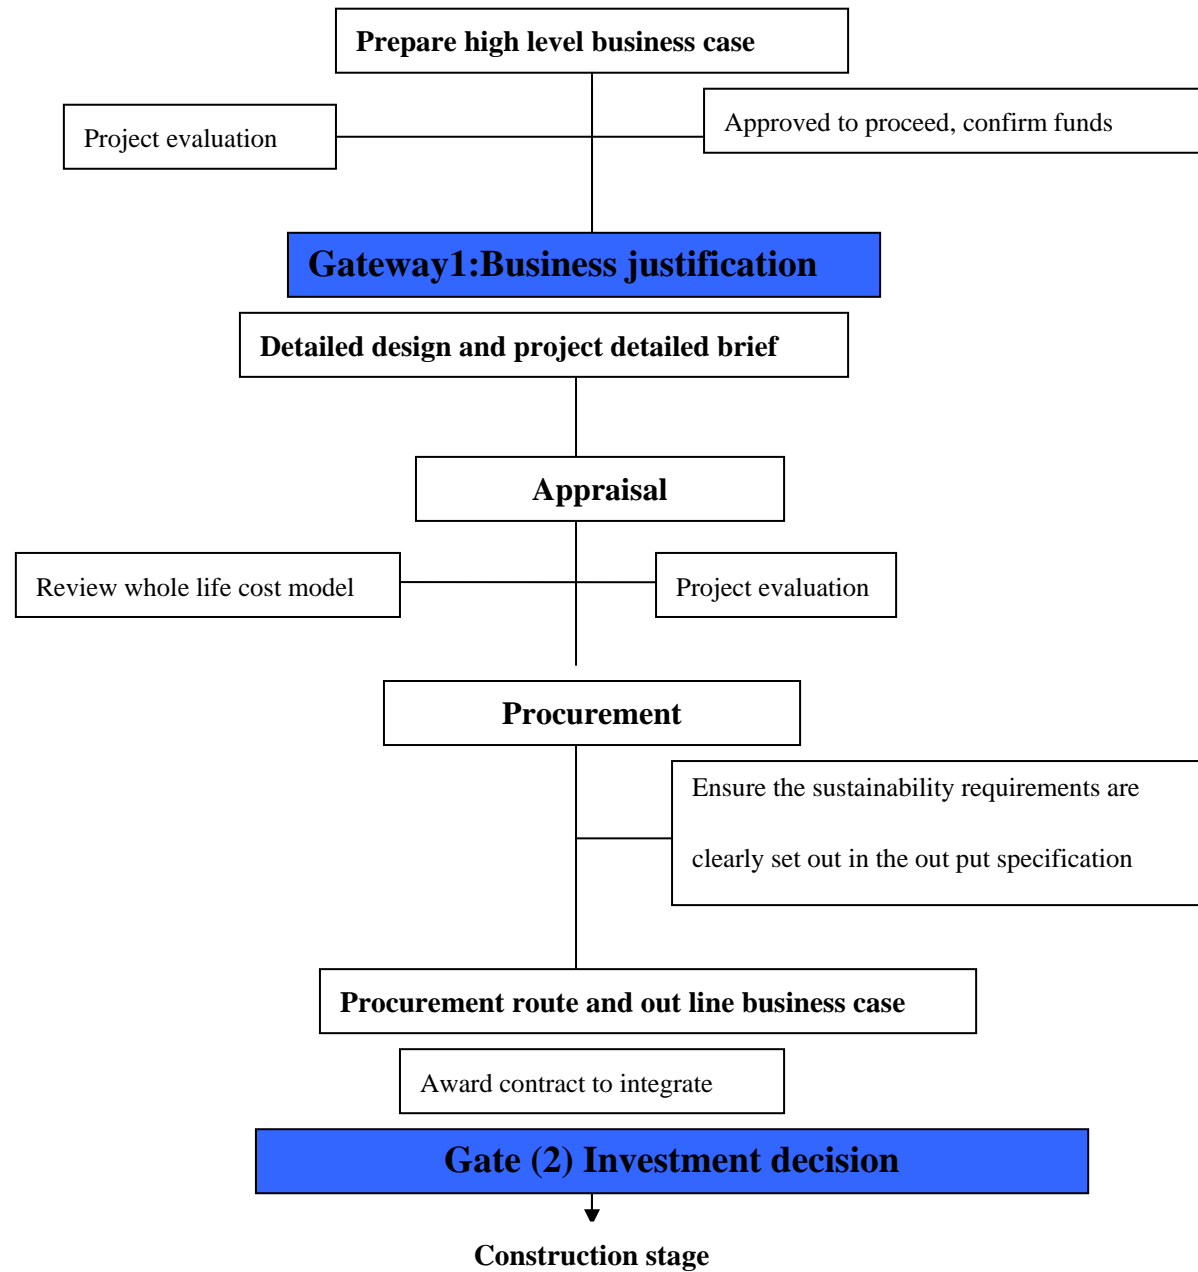 Prepare high level business case
Project evaluation
Approved to proceed, confirm funds
Gateway1:Business justification
Detailed design and project detailed brief
Appraisal
Review whole life cost model
Project evaluation
Procurement
Ensure the sustainability requirements are
clearly set out in the out put specification
Procurement route and out line business case
Award contract to integrate
Gate (2) Investment decision
Construction stage